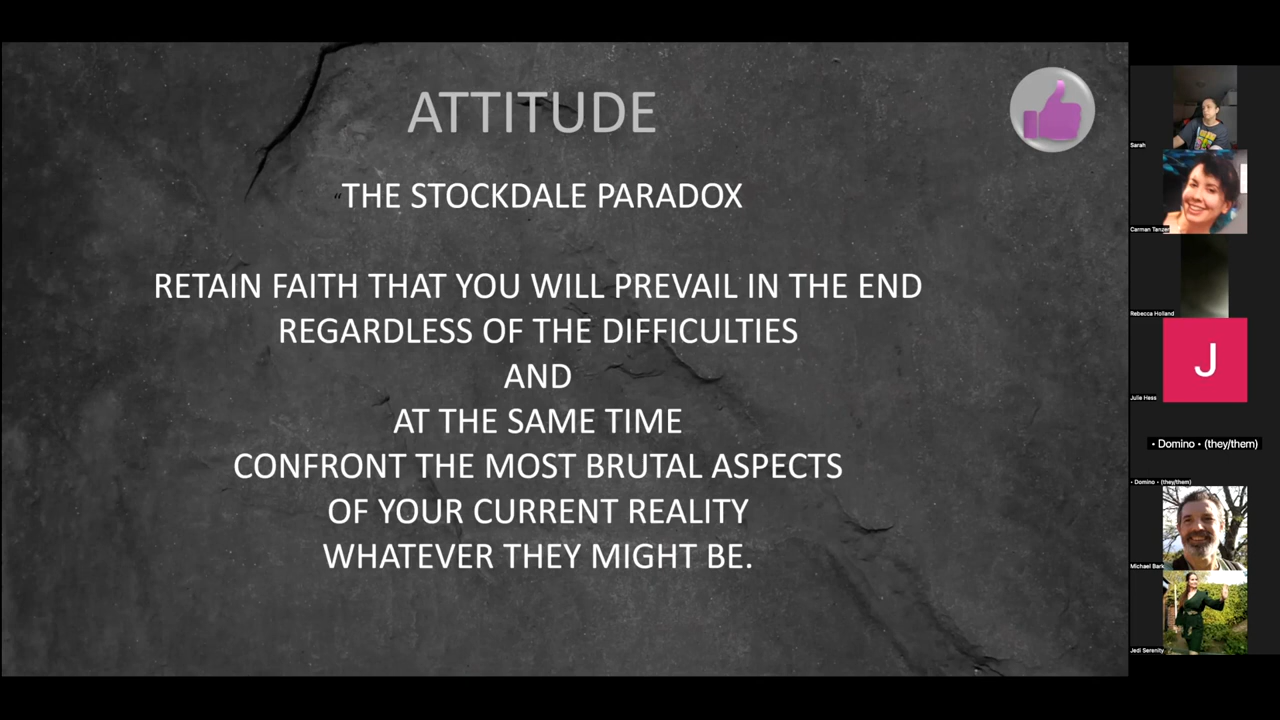 ATTITUDE
“THE STOCKDALE PARADOX
RETAIN FAITH THAT YOU WILL PREVAIL IN THE END
REGARDLESS OF THE DIFFICULTIES
AND
AT THE SAME TIME
CONFRONT THE MOST BRUTAL ASPECTS
OF YOUR CURRENT REALITY
WHATEVER THEY MIGHT BE.
Sarah
Carman Tanzer
Rebecca Holland
J
Julie Hess
• Domino • (they/them)
• Domino • (they/them)
Michael Bark
Jedi Serenity